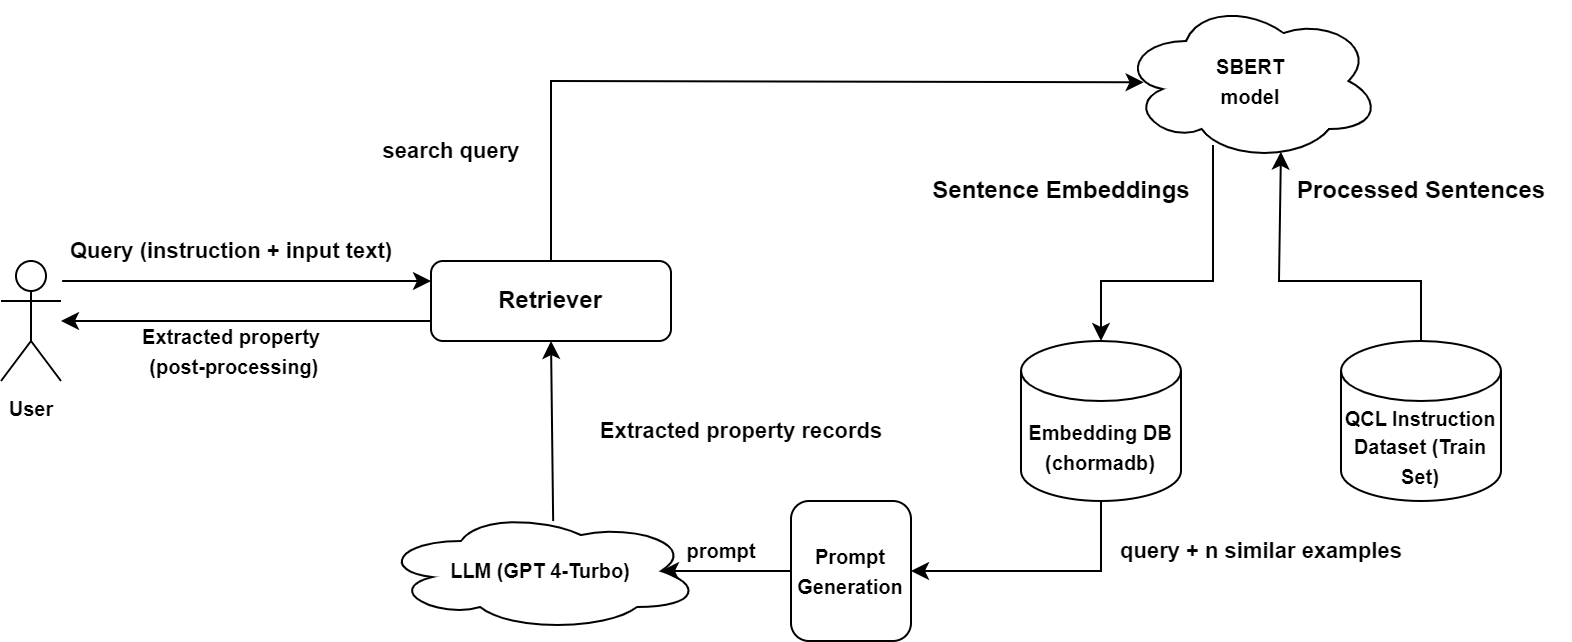 SBERT
model
search query
Sentence Embeddings
Processed Sentences
Query (instruction + input text)
Retriever
Extracted property
(post-processing)
User
Extracted property records
Embedding DB
(chormadb)
QCL Instruction
Dataset (Train
Set)
LLM (GPT 4-Turbo)
prompt
Prompt
Generation
query + n similar examples